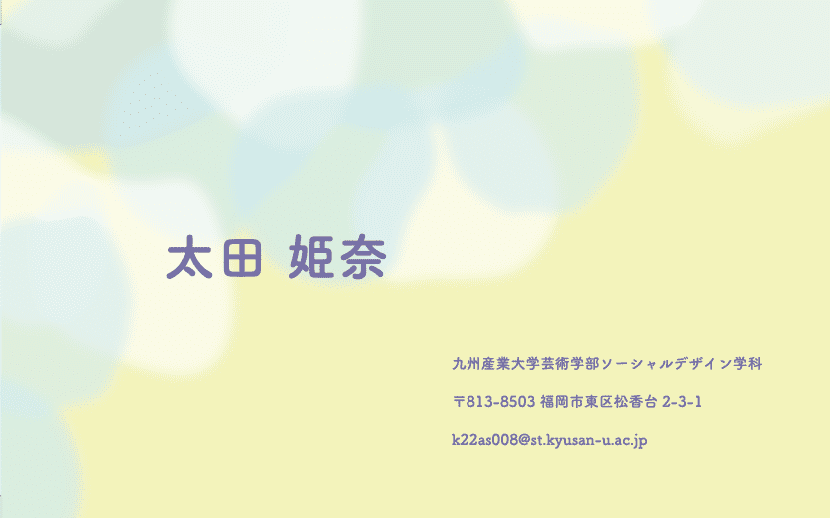 太田 姫奈
九州産業大学芸術学部ソーシャルデザイン学科
〒813-8503 福岡市東区松香台 2-3-1
k22as008@st.kyusan-u.ac.jp